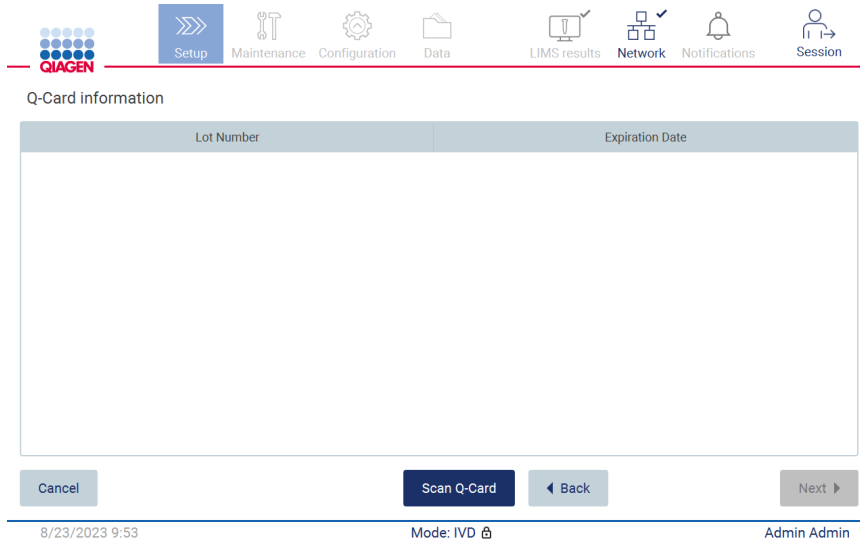 QIAGEN
Setup
Maintenance
Configuration
Data
LIMS results
Network
Notifications
Session
Q-Card information
Lot Number
Expiration Date
Cancel
Scan Q-Card
Back
Next
8/23/2023 9:53
Mode: IVD
Admin Admin